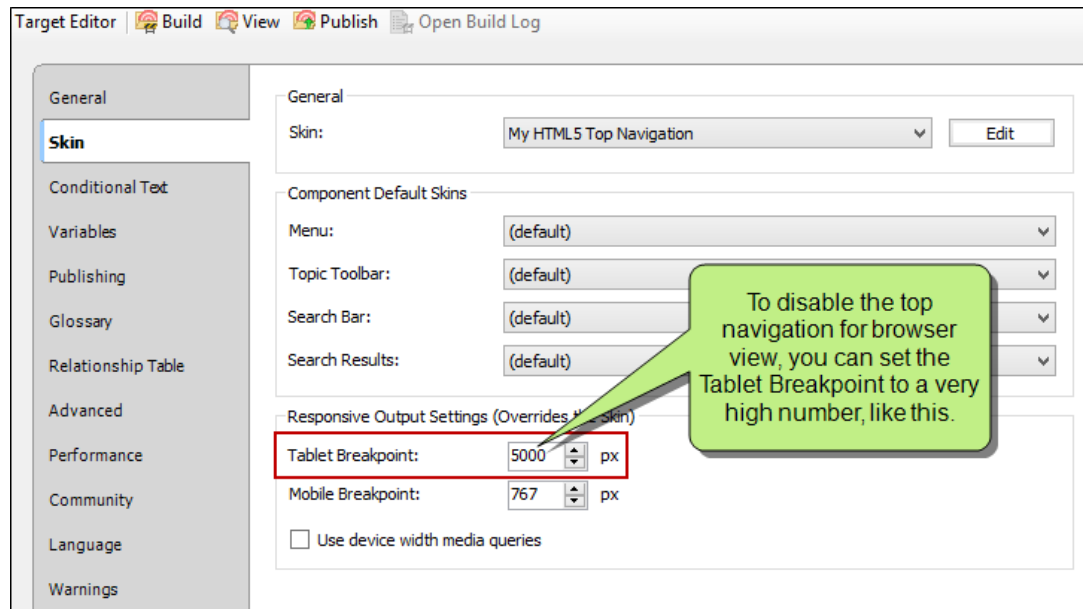 Target Editor Build View Publish Open Build Log
General
Skin
Conditional Text
Variables
Publishing
Glossary
Relationship Table
Advanced
Performance
Community
Language
Warnings
General
Skin: My HTML5 Top Navigation Edit
Component Default Skins
Menu: (default)
Topic Toolbar: (default)
Search Bar: (default)
Search Results: (default)
To disable the top
navigation for browser
view, you can set the
Tablet Breakpoint to a very
high number, like this.
Responsive Output Settings (Overrides the Skin)
Tablet Breakpoint: 5000 px
Mobile Breakpoint: 767 px
Use device width media queries